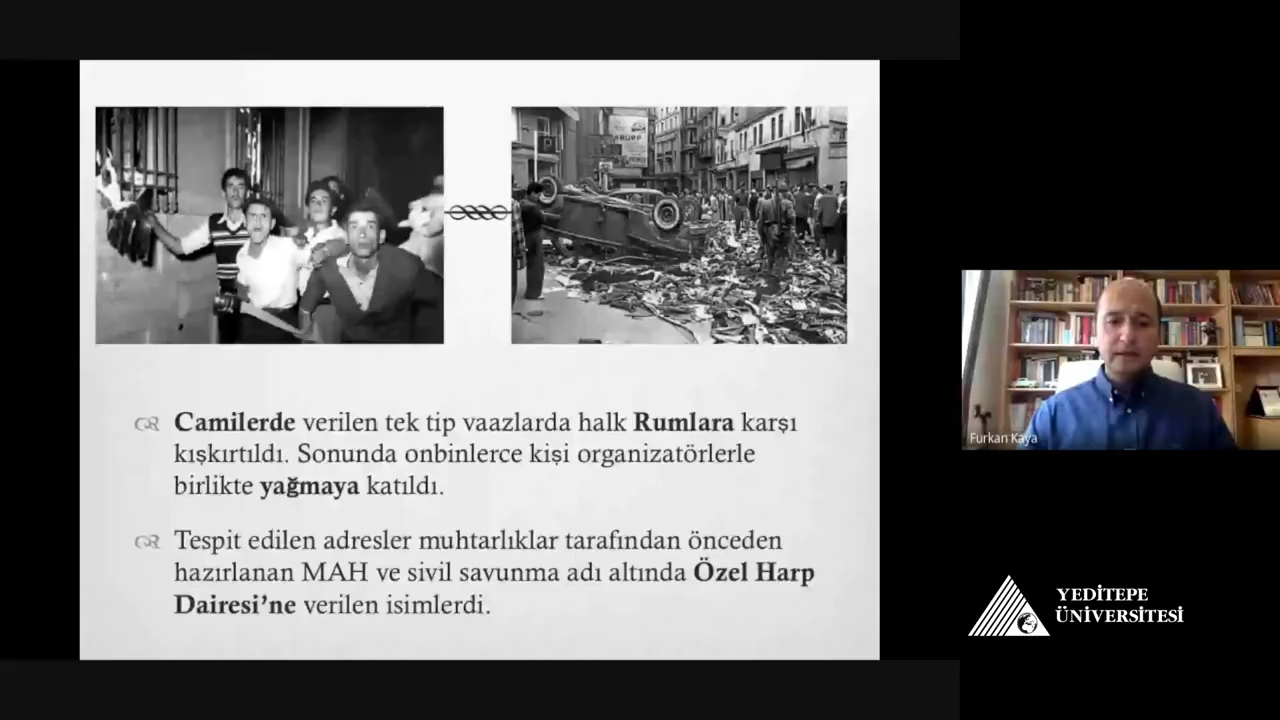 Camilerde verilen tek tip vaazlarda halk Rumlara karşı
kışkırtıldı. Sonunda onbinlerce kişi organizatörlerle
birlikte yağmaya katıldı.
Tespit edilen adresler muhtarlıklar tarafından önceden
hazırlanan MAH ve sivil savunma adı altında Özel Harp
Dairesi’ne verilen isimlerdi.
Furkan Kaya
YEDİTEPE
ÜNİVERSİTESİ